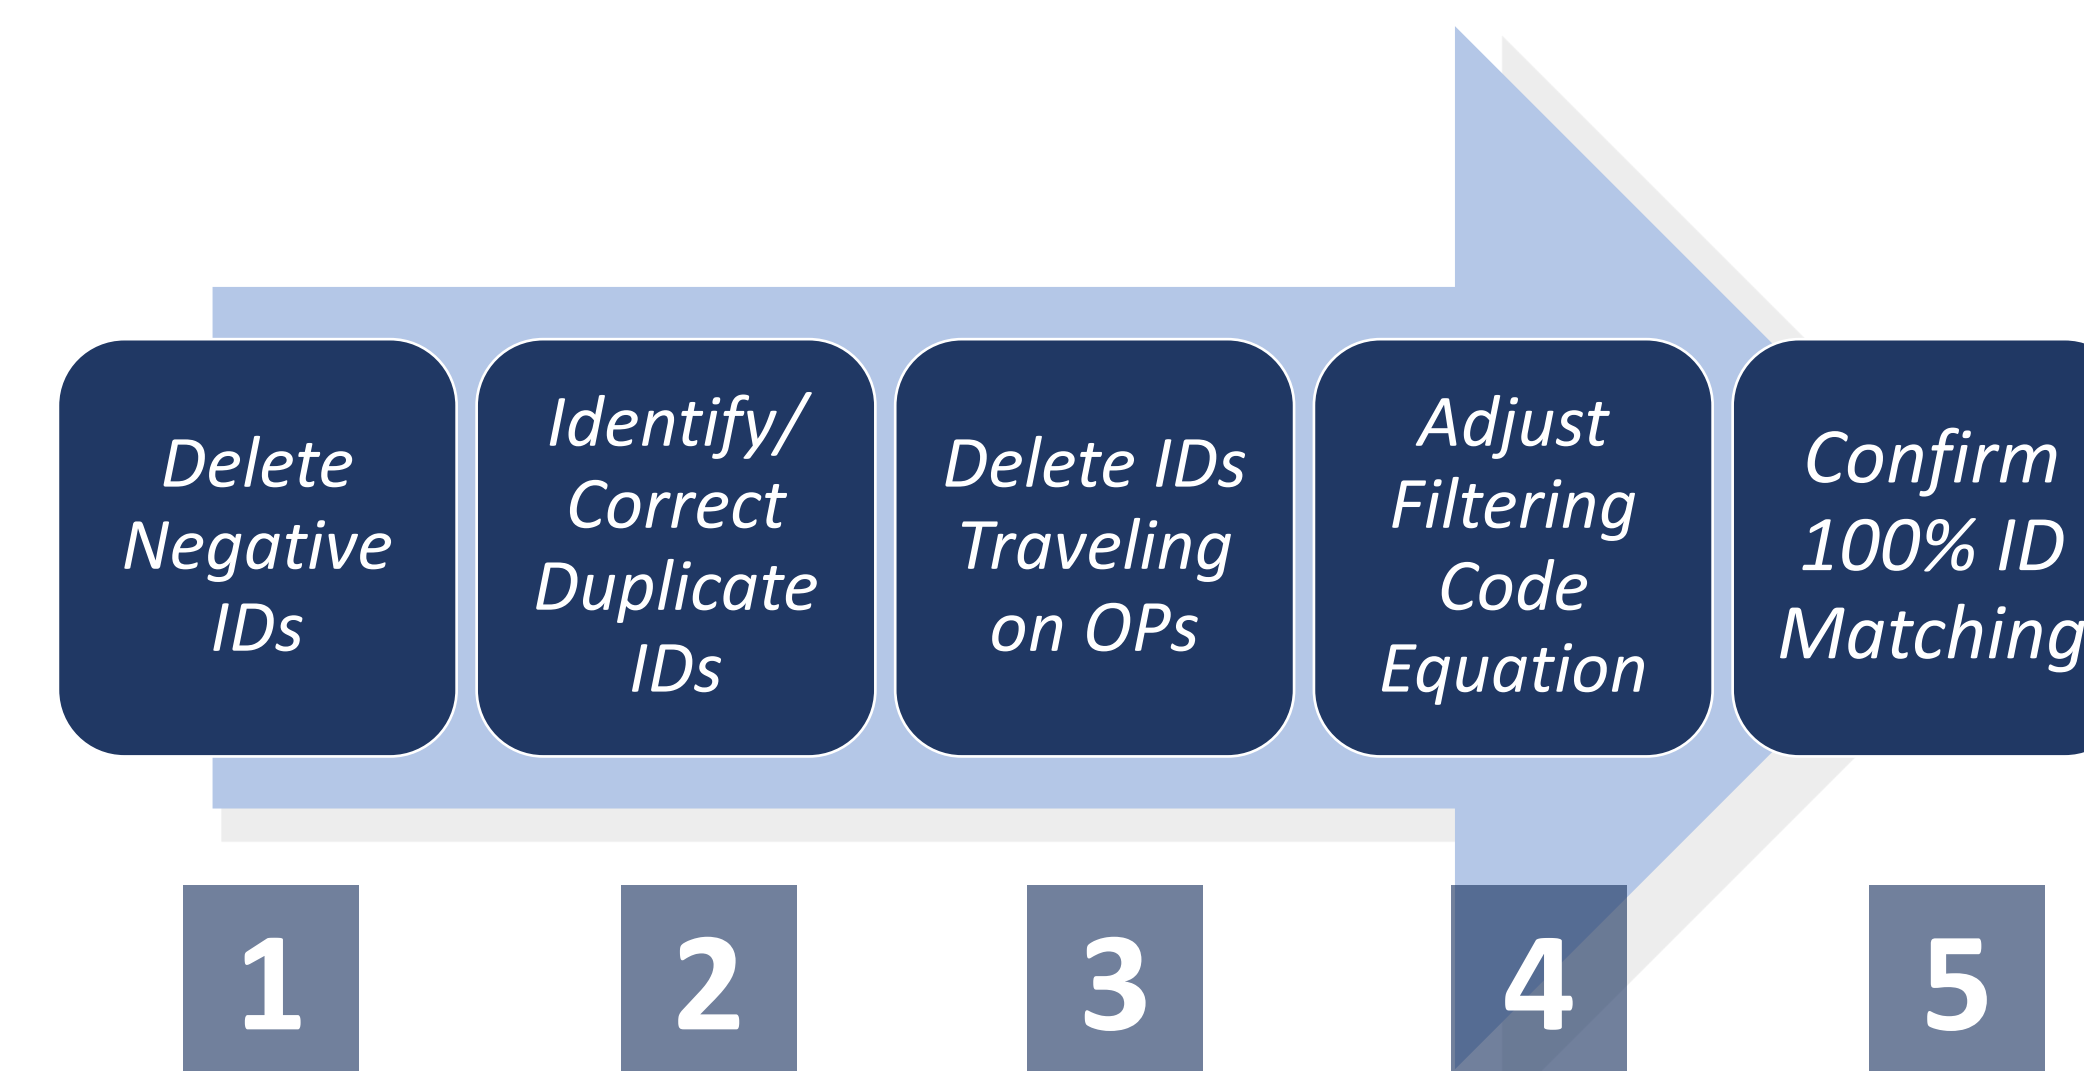 Delete
Negative
IDs
Identify/
Correct
Duplicate
IDs
Delete IDs
Traveling
on OPs
Adjust
Filtering
Code
Equation
Confirm
100% ID
Matching
1
2
3
4
5